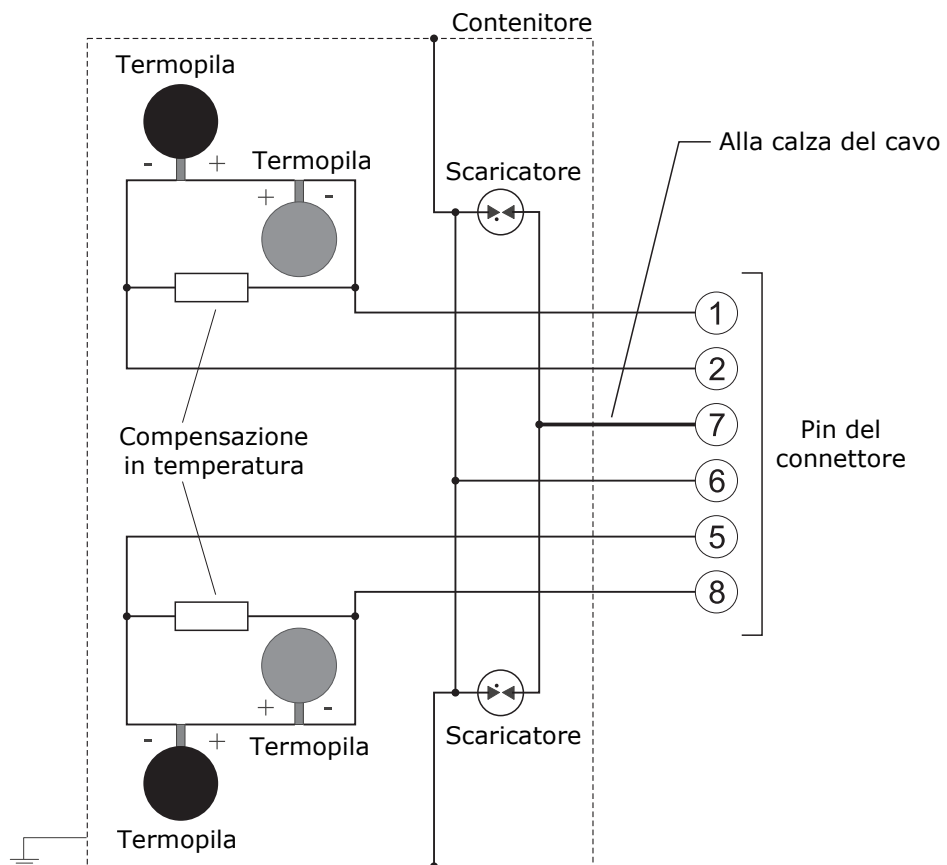 Contenitore
Termopila
- +
Alla calza del cavo
Termopila
+ -
Scaricatore
1
2
Compensazione
in temperatura
7
Pin del
connettore
6
5
8
+ -
Scaricatore
- +
Termopila
Termopila